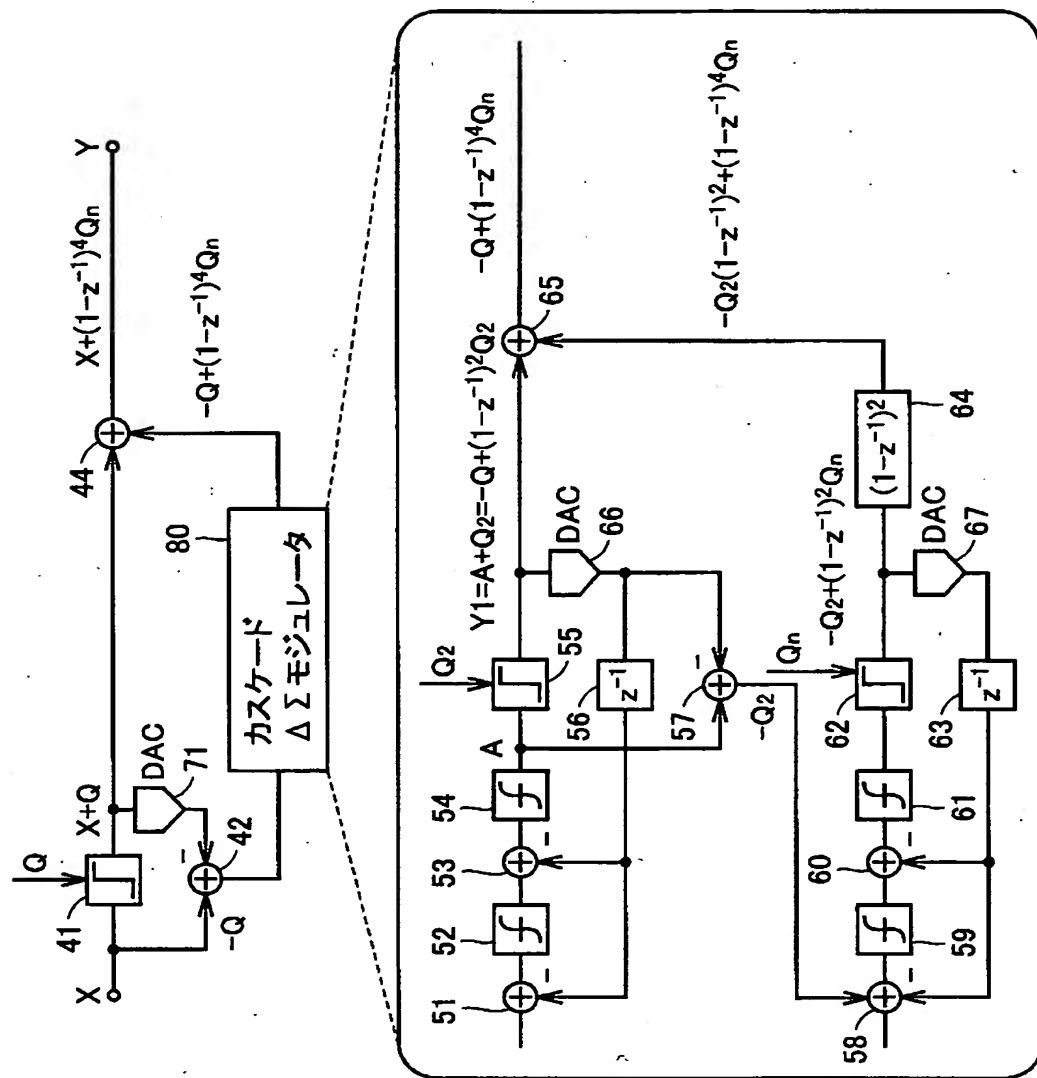 X
Q
41
X+Q
DAC
71
-
42
-Q
80
カスケード
ΔΣモジュレータ
44
X+(1-z⁻¹)⁴Qn
-Q+(1-z⁻¹)⁴Qn
Y
51
-
52
53
-
54
A
Q2
55
Y1=A+Q2=-Q+(1-z⁻¹)²Q2
DAC
66
56
z⁻¹
-
57
-Q2
65
-Q+(1-z⁻¹)⁴Qn
-Q2(1-z⁻¹)²+(1-z⁻¹)⁴Qn
58
-
59
60
-
61
Qn
62
-Q2+(1-z⁻¹)²Qn
DAC
67
63
z⁻¹
(1-z⁻¹)²
64